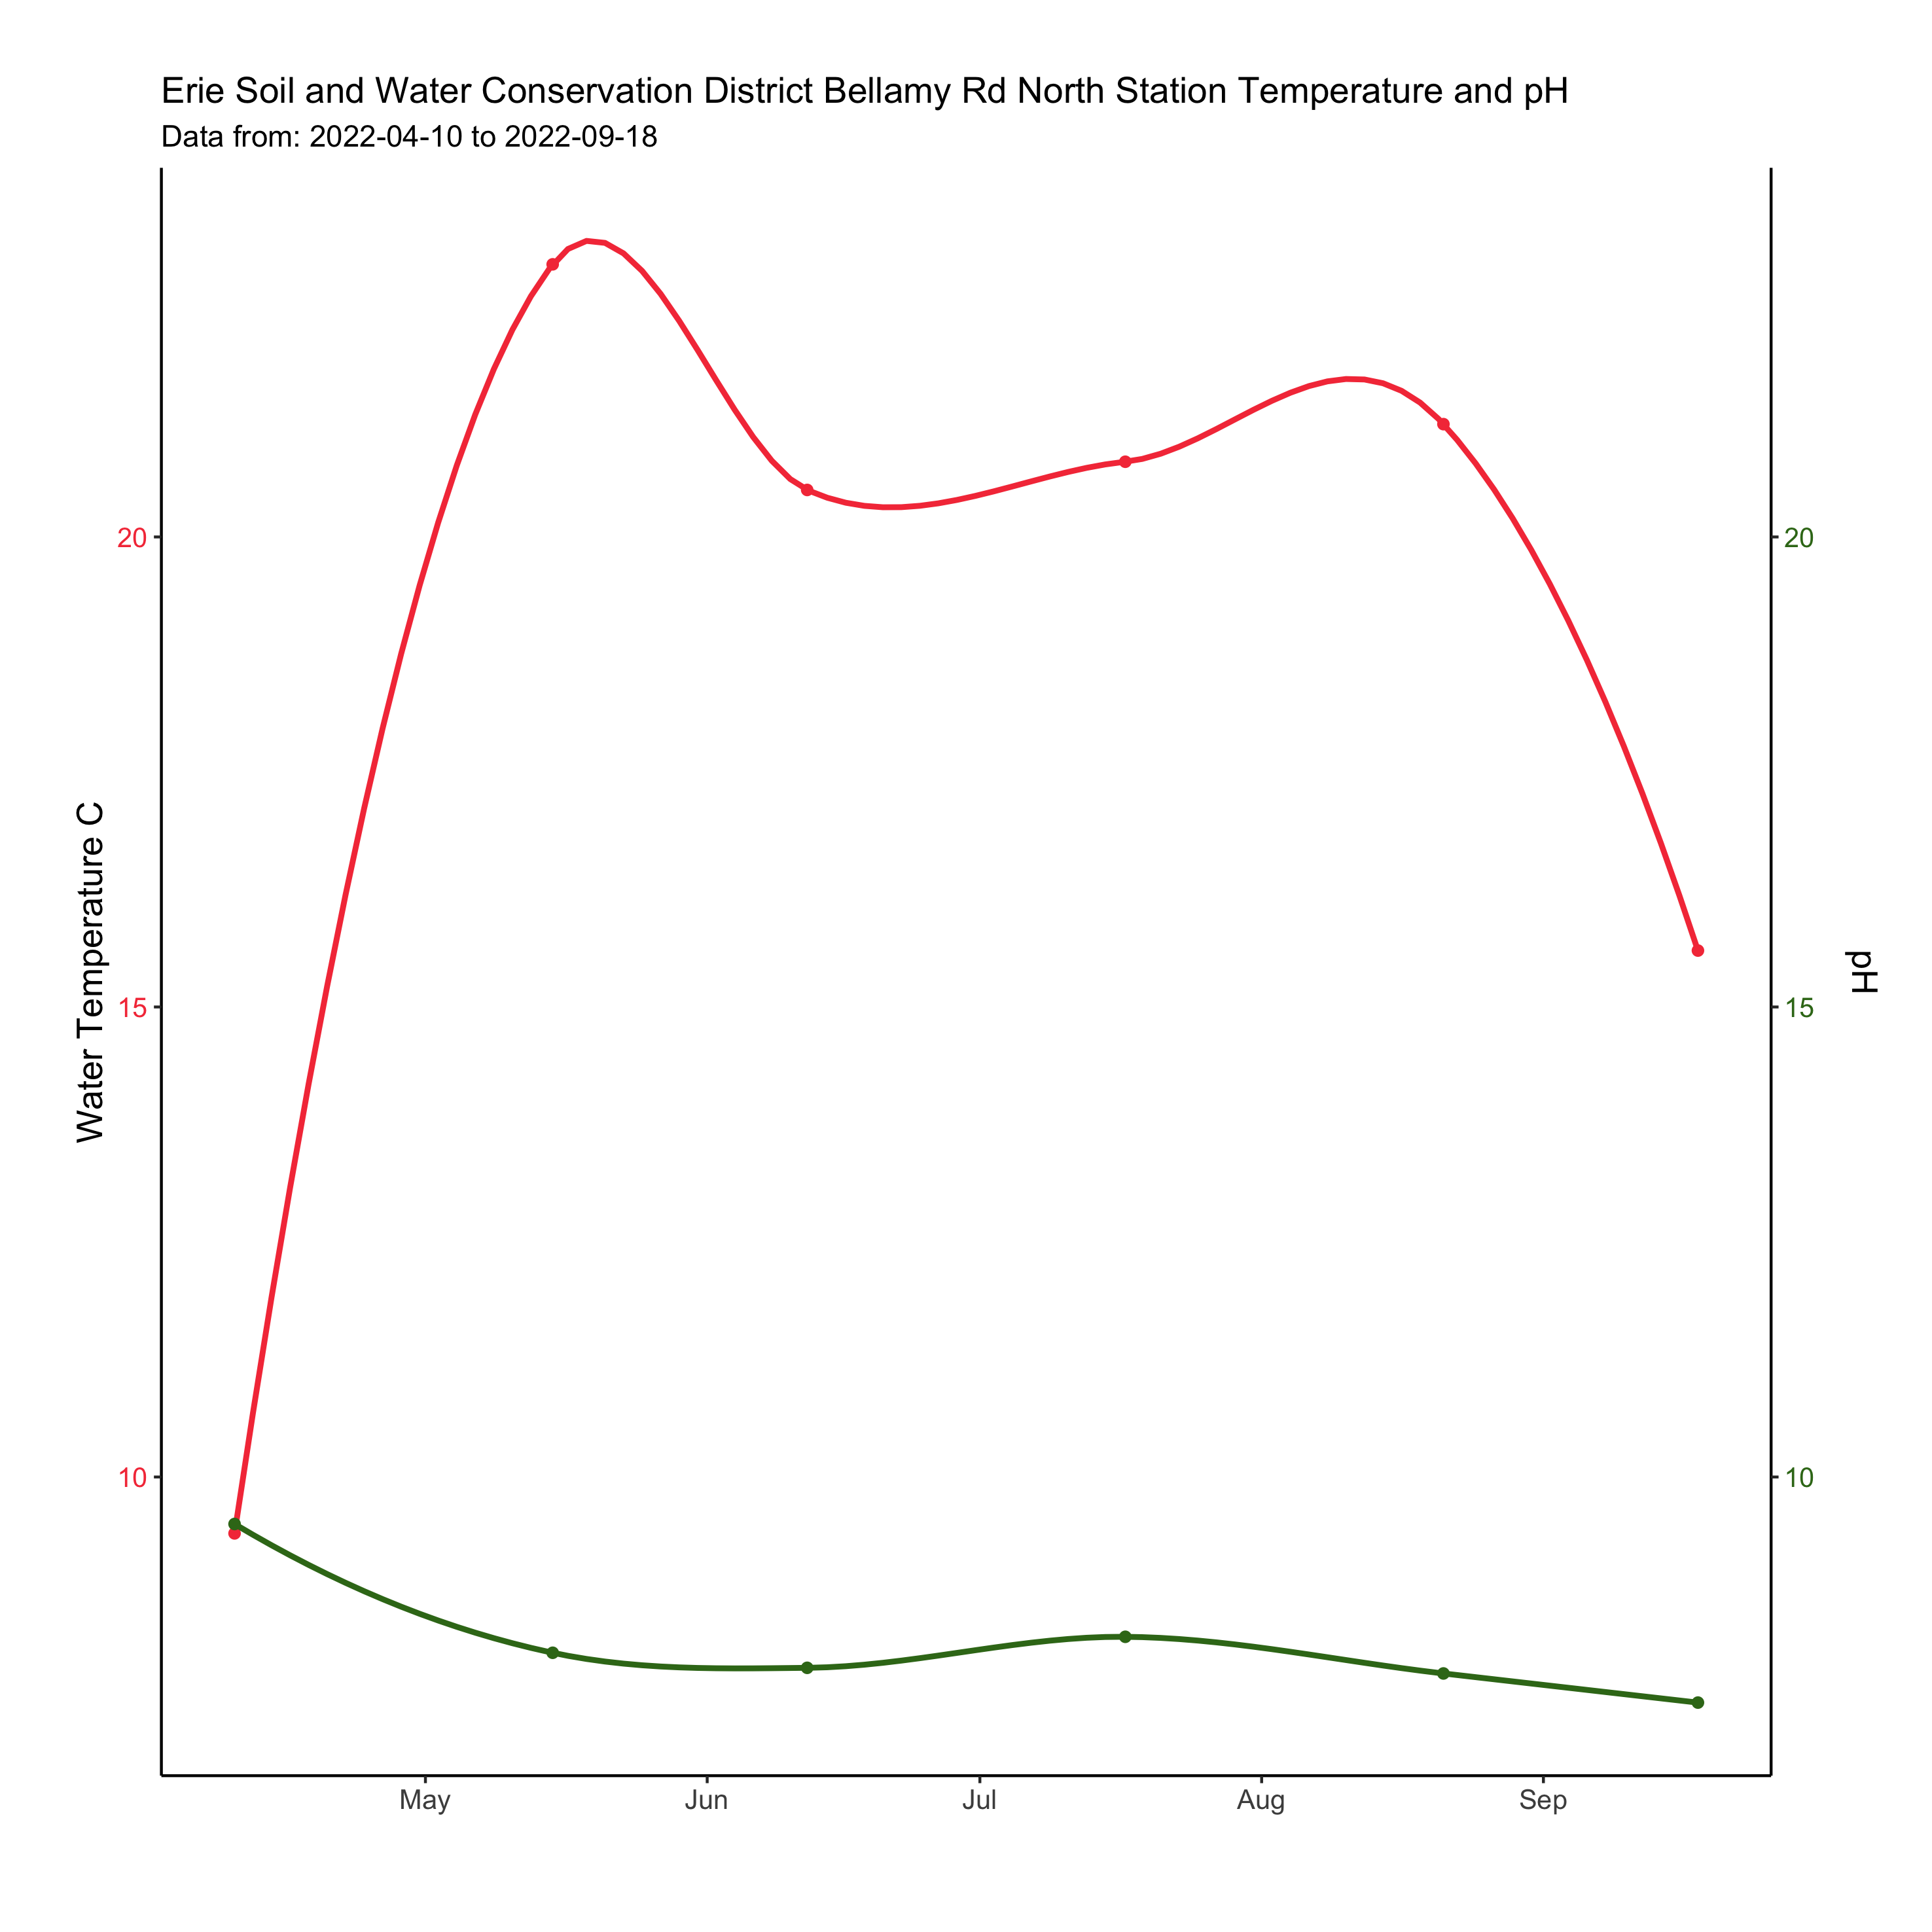 Erie Soil and Water Conservation District Bellamy Rd North Station Temperature and pH
Data from: 2022-04-10 to 2022-09-18
Water Temperature C
20
15
10
20
15
10
pH
May Jun Jul Aug Sep